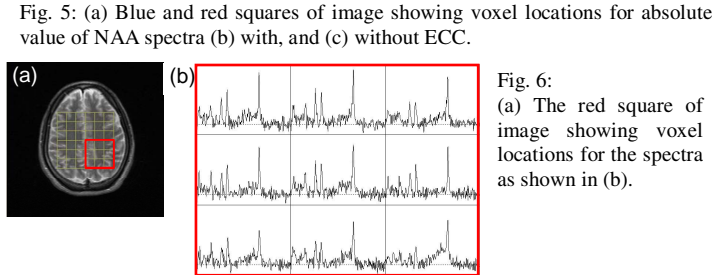 Fig. 5: (a) Blue and red squares of image showing voxel locations for absolute
value of NAA spectra (b) with, and (c) without ECC.
(a)
(b)
Fig. 6:
(a) The red square of
image showing voxel
locations for the spectra
as shown in (b).